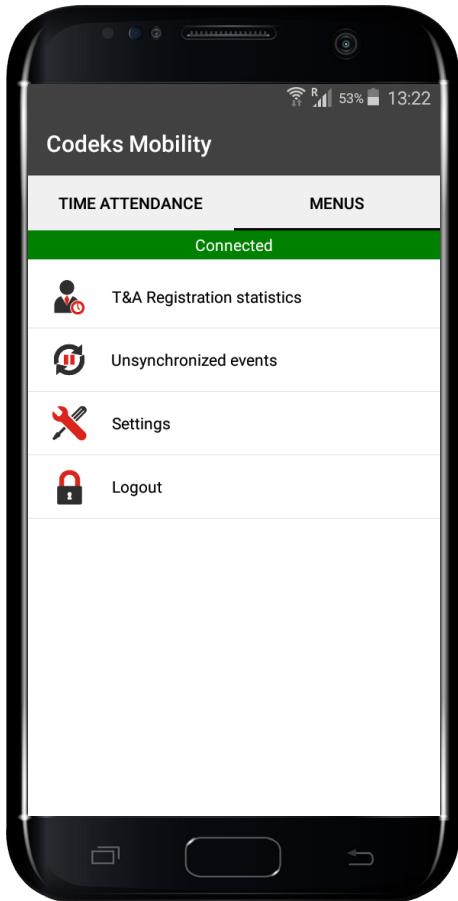 R 53% 13:22
Codeks Mobility
TIME ATTENDANCE MENUS
Connected
T&A Registration statistics
Unsynchronized events
Settings
Logout